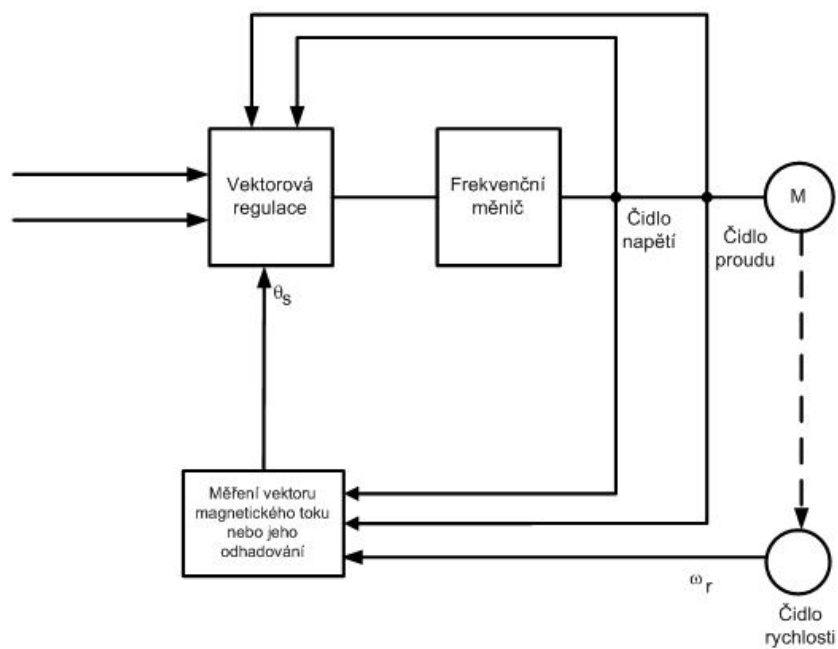 Vektorová
regulace
Frekvenční
měnič
M
Čidlo
napětí
Čidlo
proudu
θs
Měření vektoru
magnetického toku
nebo jeho
odhadování
ωr
Čidlo
rychlosti